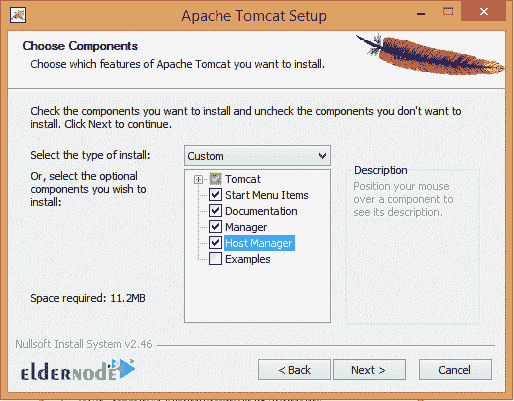 Apache Tomcat Setup
Choose Components
Choose which features of Apache Tomcat you want to install.
Check the components you want to install and uncheck the components you don't want to
install. Click Next to continue.
Select the type of install:
Custom
Or, select the optional
components you wish to
install:
Tomcat
Start Menu Items
Documentation
Manager
Host Manager
Examples
Description
Position your mouse
over a component to
see its description.
Space required: 11.2MB
Nullsoft Install System v2.46
elderNODE
< Back
Next >
Cancel